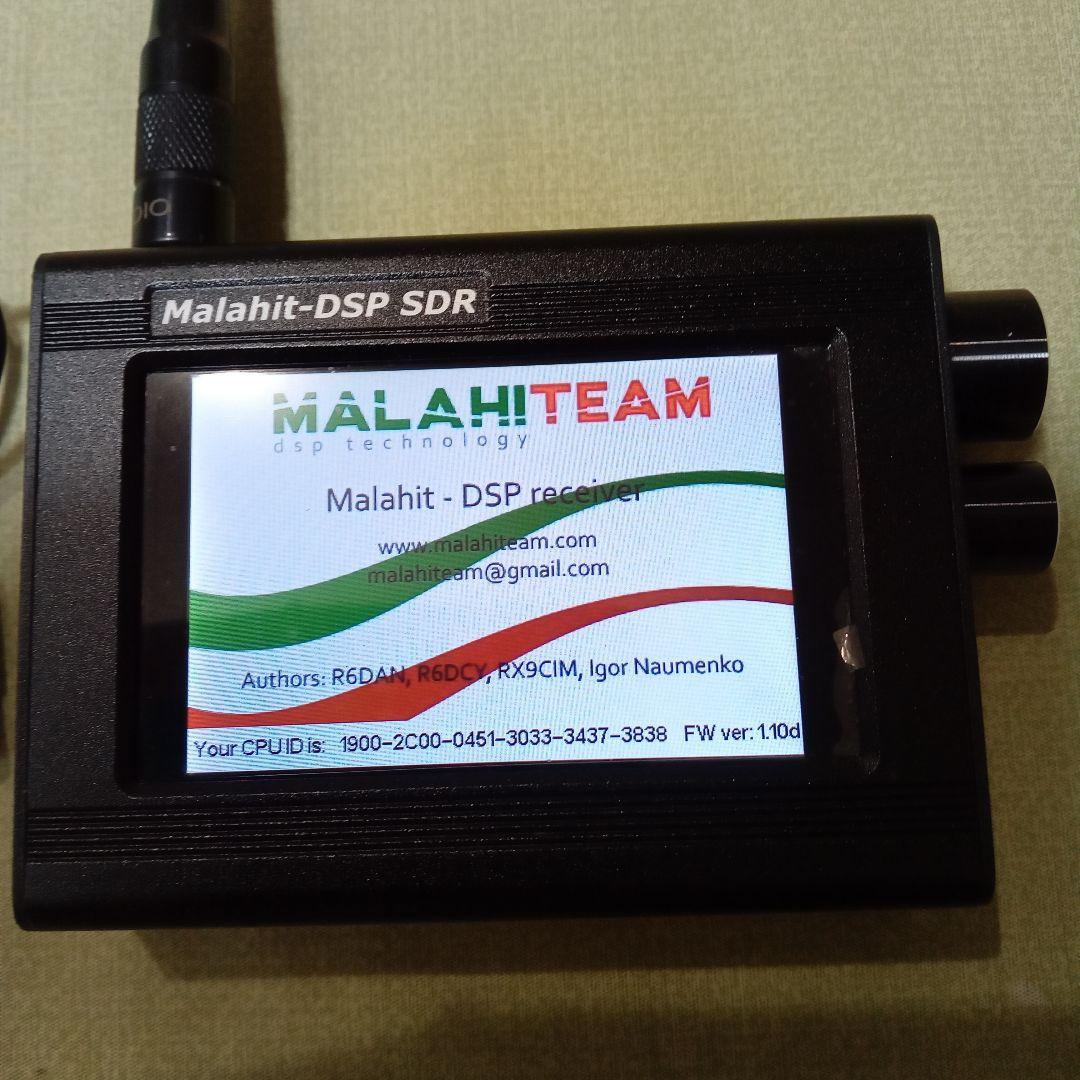 DIO
Malahit-DSP SDR
MALAHITEAM
dsp technology
Malahit - DSP receiver
www.malahiteam.com
malahiteam@gmail.com
Authors: R6DAN, R6DCY, RX9CIM, Igor Naumenko
Your CPU ID is: 1900-2C00-0451-3033-3437-3838 FW ver: 1.10d